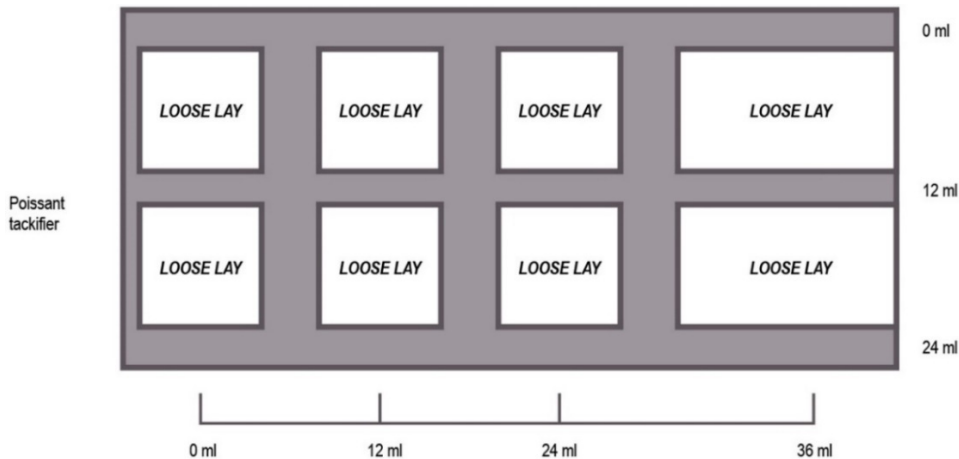 0 ml
LOOSE LAY LOOSE LAY LOOSE LAY LOOSE LAY
12 ml
Poissant
tackifier
LOOSE LAY LOOSE LAY LOOSE LAY LOOSE LAY
24 ml
0 ml 12 ml 24 ml 36 ml